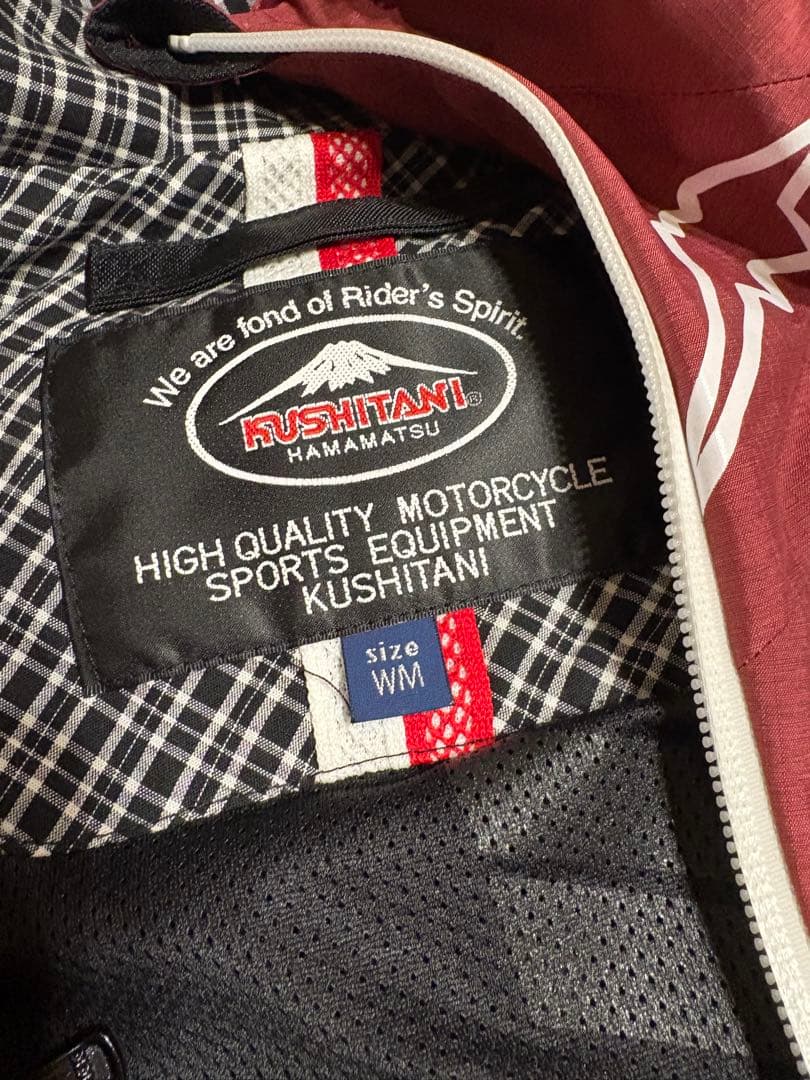 We are fond of Rider's Spirit
KUSHITANI®
HAMAMATSU
HIGH QUALITY MOTORCYCLE
SPORTS EQUIPMENT
KUSHITANI
size
WM